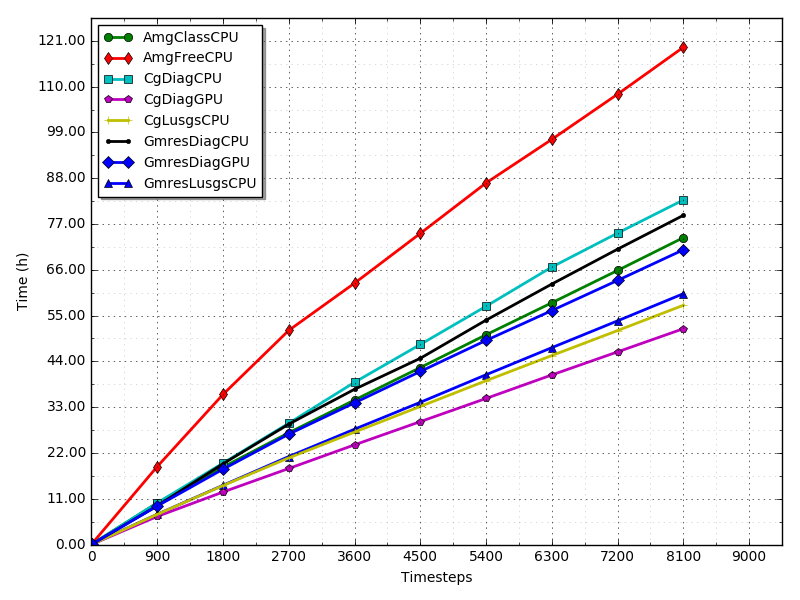 121.00
110.00
99.00
88.00
77.00
66.00
55.00
44.00
33.00
22.00
11.00
0.00
Time (h)
AmgClassCPU
AmgFreeCPU
CgDiagCPU
CgDiagGPU
CgLusgsCPU
GmresDiagCPU
GmresDiagGPU
GmresLusgsCPU
0 900 1800 2700 3600 4500 5400 6300 7200 8100 9000
Timesteps